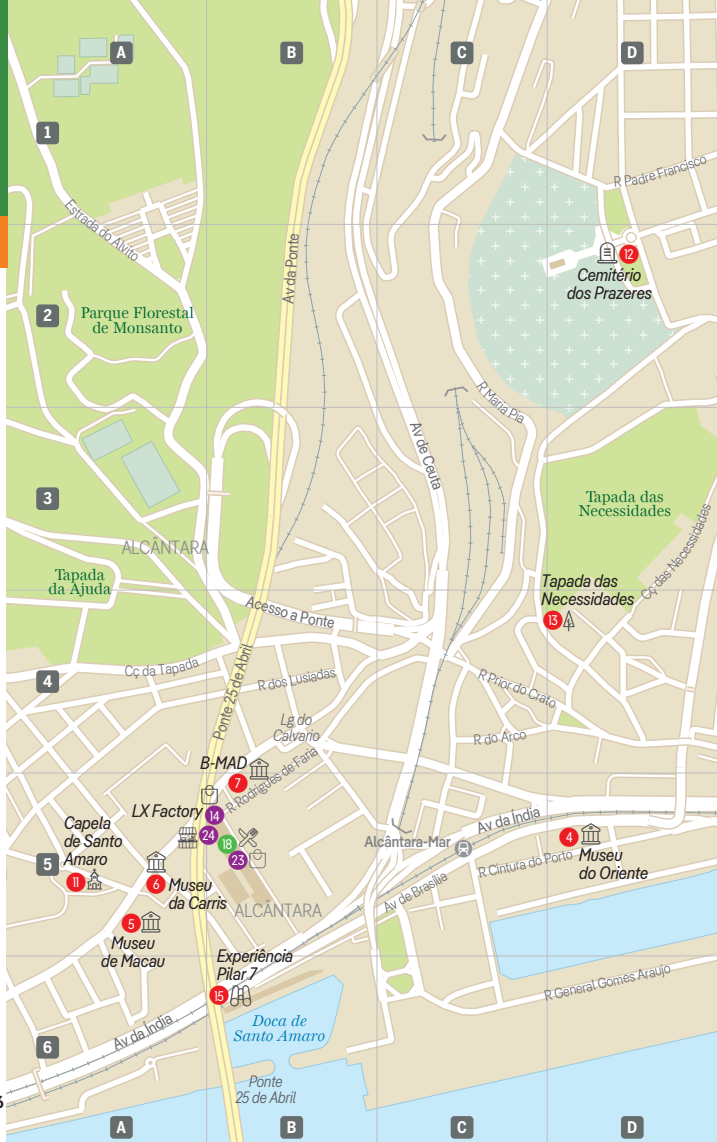 A
B
C
D
1
R Padre Francisco
Estrada do Alvito
Av da Ponte
12
Cemitério
dos Prazeres
2
Parque Florestal
de Monsanto
R Maria Pia
Av de Ceuta
3
Tapada das
Necessidades
Cç das Necessidades
ALCÂNTARA
Tapada
da Ajuda
Tapada das
Necessidades
13
Acesso a Ponte
Cç da Tapada
4
Ponte 25 de Abril
R dos Lusiadas
R Prior do Crato
Lg do
Calvario
R do Arco
B-MAD
7
R Rodrigues de Faria
LX Factory
14
24
18
23
Capela
de Santo
Amaro
11
5
6
Museu
da Carris
ALCÂNTARA
5
Museu
de Macau
Alcântara-Mar
Av da Índia
4
Museu
do Oriente
R Cintura do Porto
Av de Brasília
Experiência
Pilar 7
15
R General Gomes Araújo
Av da Índia
Doca de
Santo Amaro
6
Ponte
25 de Abril
A
B
C
D